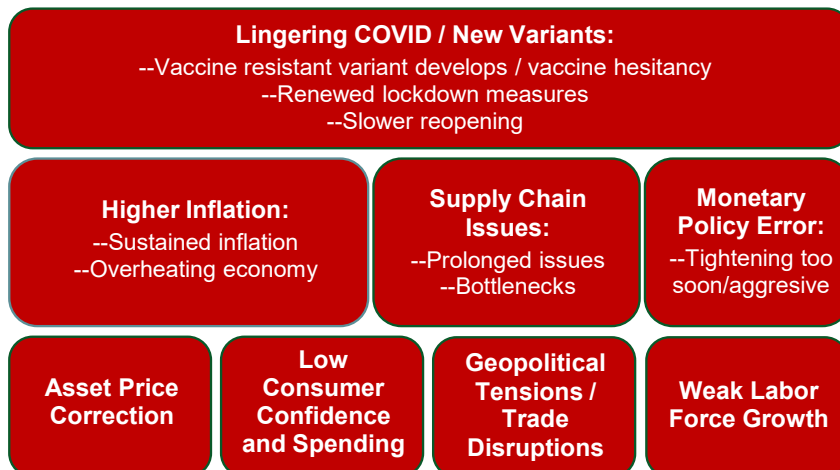 Lingering COVID / New Variants:
--Vaccine resistant variant develops / vaccine hesitancy
--Renewed lockdown measures
--Slower reopening
Higher Inflation:
--Sustained inflation
--Overheating economy
Supply Chain
Issues:
--Prolonged issues
--Bottlenecks
Monetary
Policy Error:
--Tightening too
soon/aggresive
Asset Price
Correction
Low
Consumer
Confidence
and Spending
Geopolitical
Tensions /
Trade
Disruptions
Weak Labor
Force Growth